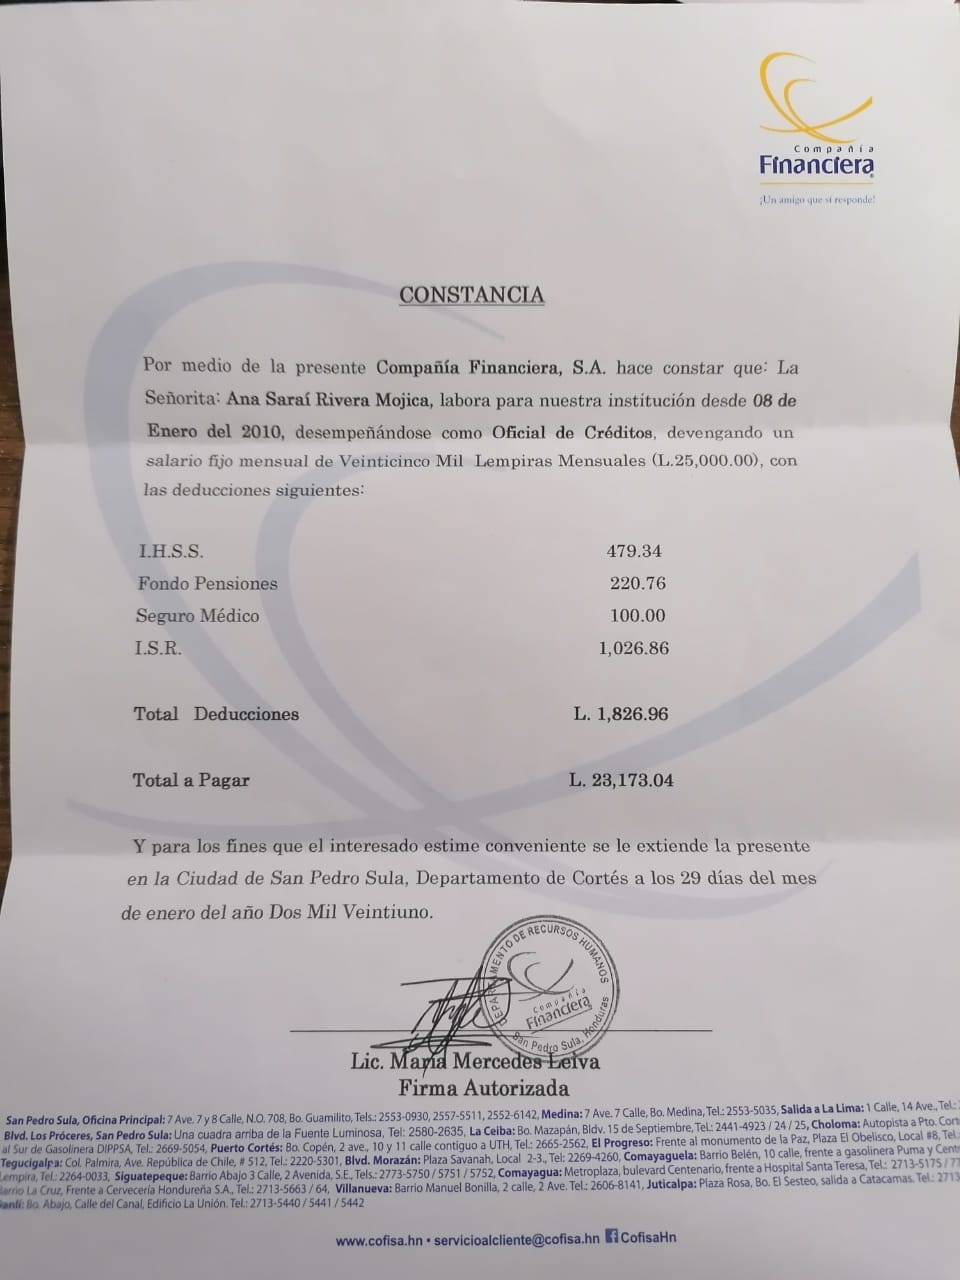 Compañía
Financiera
¡Un amigo que sí responde!
CONSTANCIA
Por medio de la presente Compañía Financiera, S.A. hace constar que: La
Señorita: Ana Saraí Rivera Mojica, labora para nuestra institución desde 08 de
Enero del 2010, desempeñándose como Oficial de Créditos, devengando un
salario fijo mensual de Veinticinco Mil Lempiras Mensuales (L.25,000.00), con
las deducciones siguientes:
I.H.S.S. 479.34
Fondo Pensiones 220.76
Seguro Médico 100.00
I.S.R. 1,026.86
Total Deducciones L. 1,826.96
Total a Pagar L. 23,173.04
Y para los fines que el interesado estime conveniente se le extiende la presente
en la Ciudad de San Pedro Sula, Departamento de Cortés a los 29 días del mes
de enero del año Dos Mil Veintiuno.
DEPARTAMENTO DE RECURSOS HUMANOS
Compañía
Financiera
San Pedro Sula, Honduras
Lic. María Mercedes Leiva
Firma Autorizada
San Pedro Sula, Oficina Principal: 7 Ave. 7 y 8 Calle, N.O. 708, Bo. Guamilito, Tels.: 2553-0930, 2557-5511, 2552-6142, Medina: 7 Ave. 7 Calle, Bo. Medina, Tel.: 2553-5035, Salida a La Lima: 1 Calle, 14 Ave., Tel.:
Blvd. Los Próceres, San Pedro Sula: Una cuadra arriba de la Fuente Luminosa, Tel: 2580-2635, La Ceiba: Bo. Mazapán, Bldv. 15 de Septiembre, Tel.: 2441-4923 / 24 / 25, Choloma: Autopista a Pto. Cort
al Sur de Gasolinera DIPPSA, Tel.: 2669-5054, Puerto Cortés: Bo. Copén, 2 ave., 10 y 11 calle contiguo a UTH, Tel.: 2665-2562, El Progreso: Frente al monumento de la Paz, Plaza El Obelisco, Local #8, Tel.:
Tegucigalpa: Col. Palmira, Ave. República de Chile, # 512, Tel.: 2220-5301, Blvd. Morazán: Plaza Savanah, Local 2-3., Tel: 2269-4260, Comayaguela: Barrio Belén, 10 calle, frente a gasolinera Puma y Centr
Lempira, Tel.: 2264-0033, Siguatepeque: Barrio Abajo 3 Calle, 2 Avenida, S.E., Tels.: 2773-5750 / 5751 / 5752, Comayagua: Metroplaza, bulevard Centenario, frente a Hospital Santa Teresa, Tel.: 2713-5175 / 77
Barrio La Cruz, Frente a Cervecería Hondureña S.A., Tel.: 2713-5663 / 64, Villanueva: Barrio Manuel Bonilla, 2 calle, 2 Ave. Tel.: 2606-8141, Juticalpa: Plaza Rosa, Bo. El Sesteo, salida a Catacamas. Tel.: 2713
Danlí: Bo. Abajo, Calle del Canal, Edificio La Unión. Tel.: 2713-5440 / 5441 / 5442
www.cofisa.hn • servicioalcliente@cofisa.hn CofisaHn